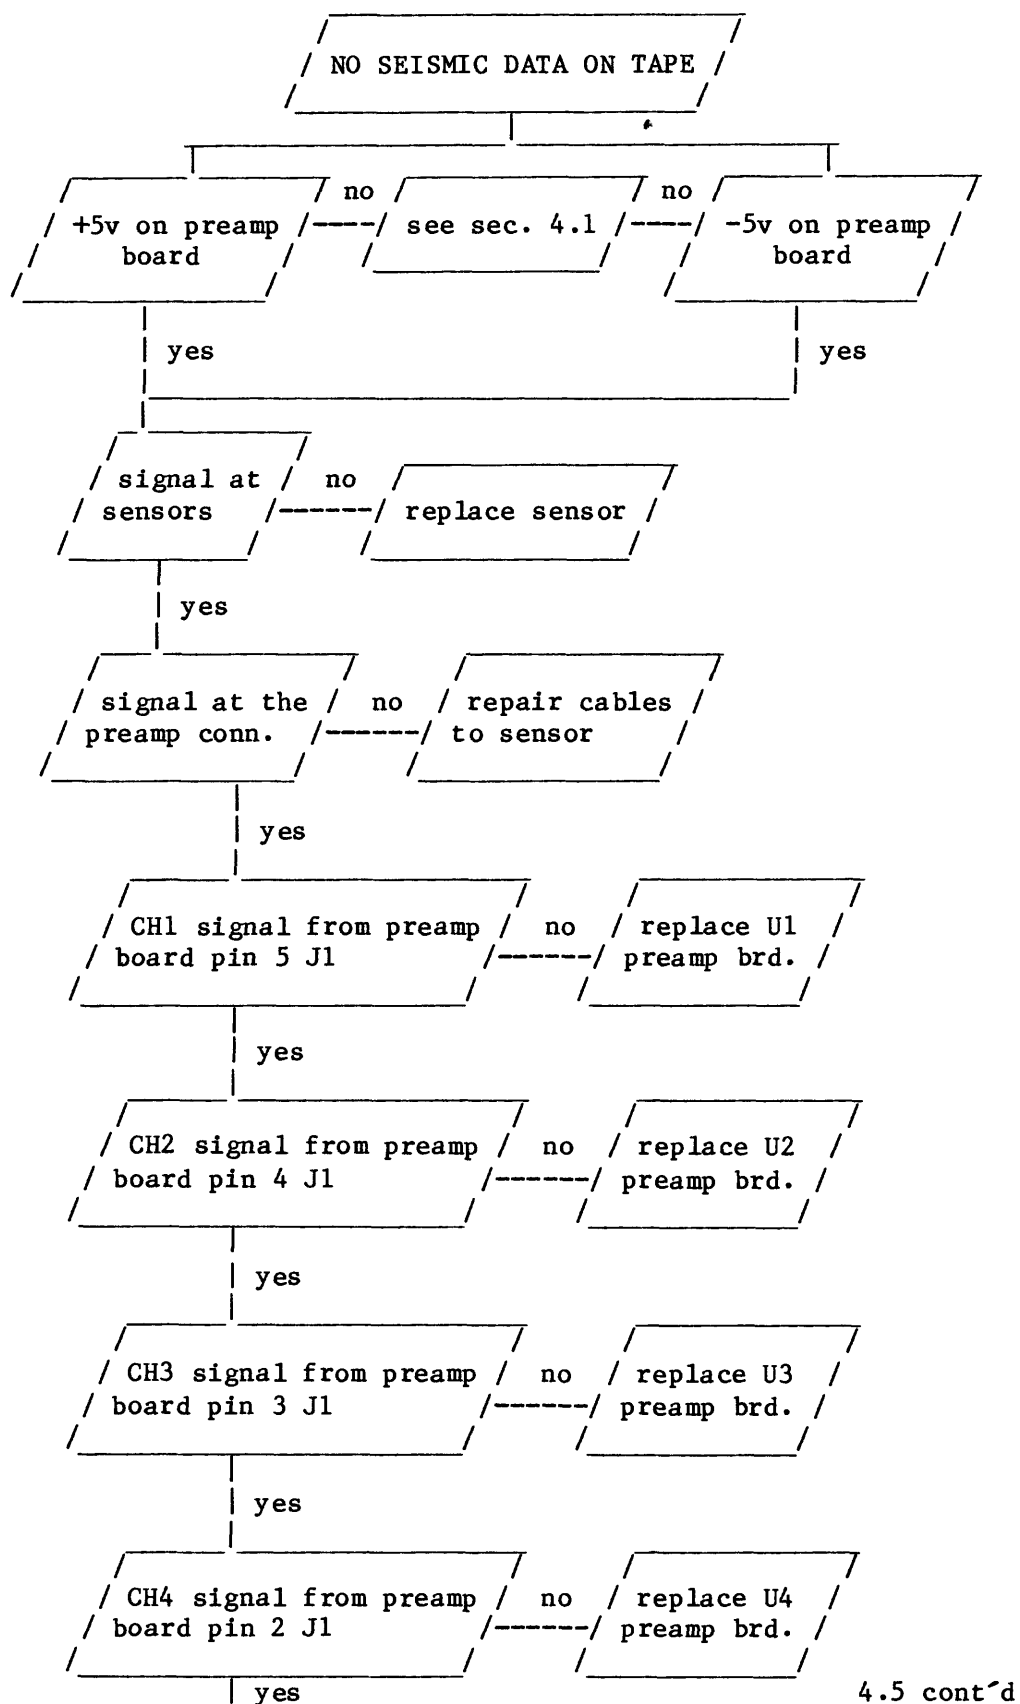 NO SEISMIC DATA ON TAPE
no no
+5v on preamp see sec. 4.1 -5v on preamp
board board
yes yes
signal at no
sensors replace sensor
yes
signal at the no repair cables
preamp conn. to sensor
yes
CH1 signal from preamp no replace U1
board pin 5 J1 preamp brd.
yes
CH2 signal from preamp no replace U2
board pin 4 J1 preamp brd.
yes
CH3 signal from preamp no replace U3
board pin 3 J1 preamp brd.
yes
CH4 signal from preamp no replace U4
board pin 2 J1 preamp brd.
yes 4.5 cont´d